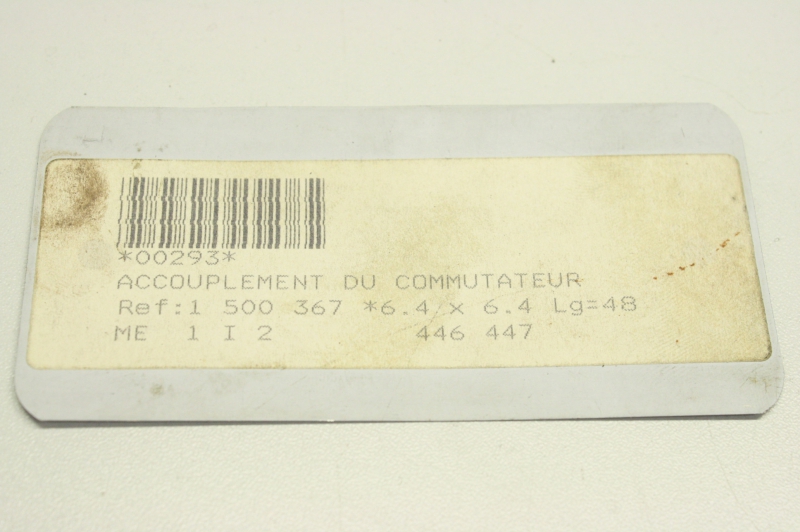 *00293*
ACCOUPLEMENT DU COMMUTATEUR
Ref:1 500 367 *6.4 x 6.4 Lg=48
ME 1 I 2 446 447